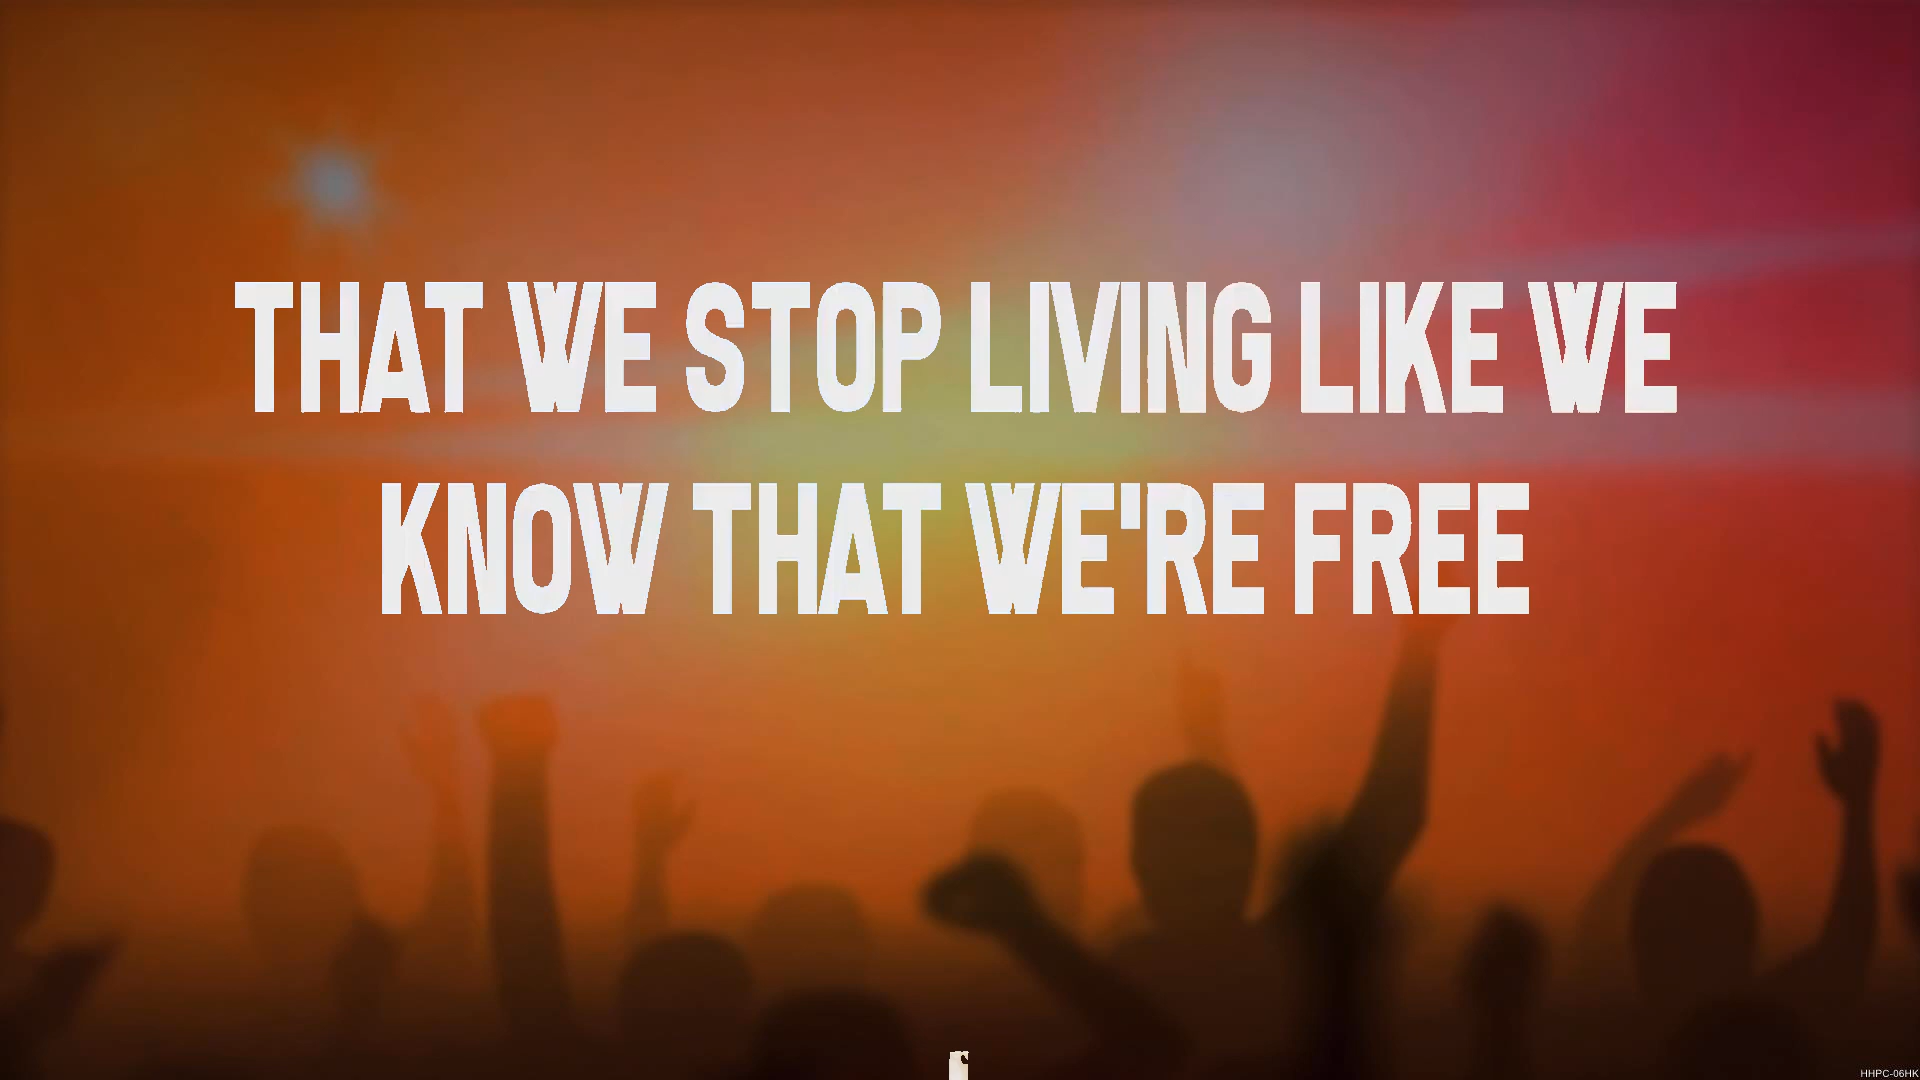 THAT WE STOP LIVING LIKE WE
KNOW THAT WE'RE FREE
HHPC-06HK